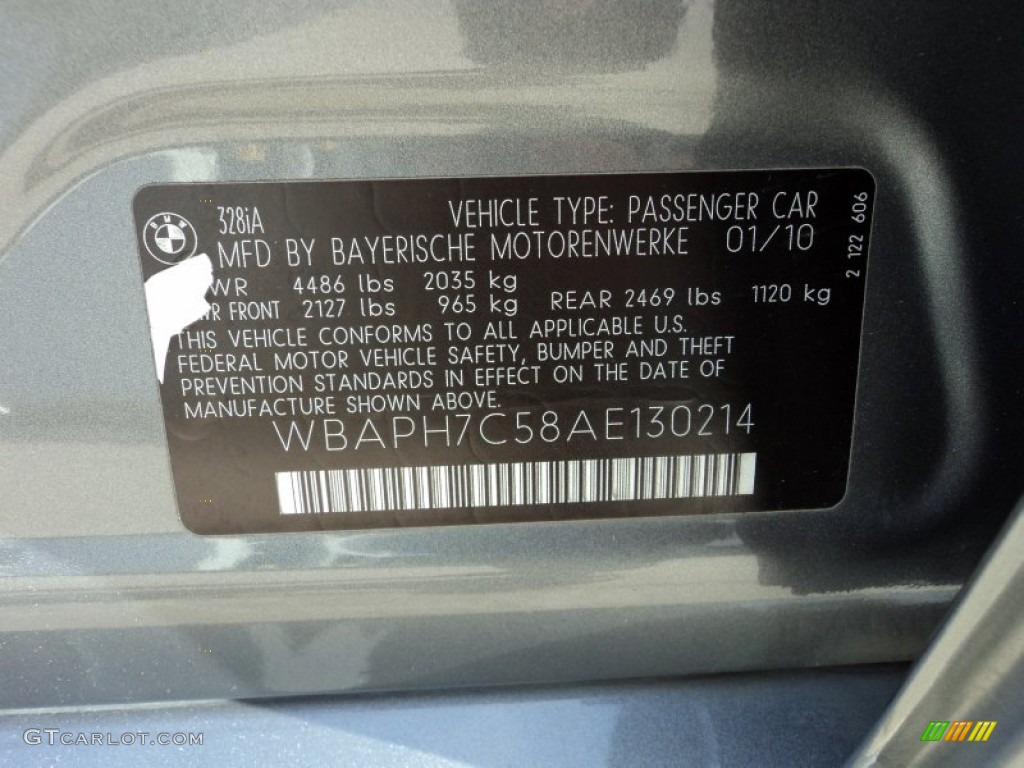 BMW
328iA VEHICLE TYPE: PASSENGER CAR
MFD BY BAYERISCHE MOTORENWERKE 01/10
WR 4486 lbs 2035 kg
R FRONT 2127 lbs 965 kg REAR 2469 lbs 1120 kg
THIS VEHICLE CONFORMS TO ALL APPLICABLE U.S.
FEDERAL MOTOR VEHICLE SAFETY, BUMPER AND THEFT
PREVENTION STANDARDS IN EFFECT ON THE DATE OF
MANUFACTURE SHOWN ABOVE.
WBAPH7C58AE130214
2 122 606
GTCARLOT.COM